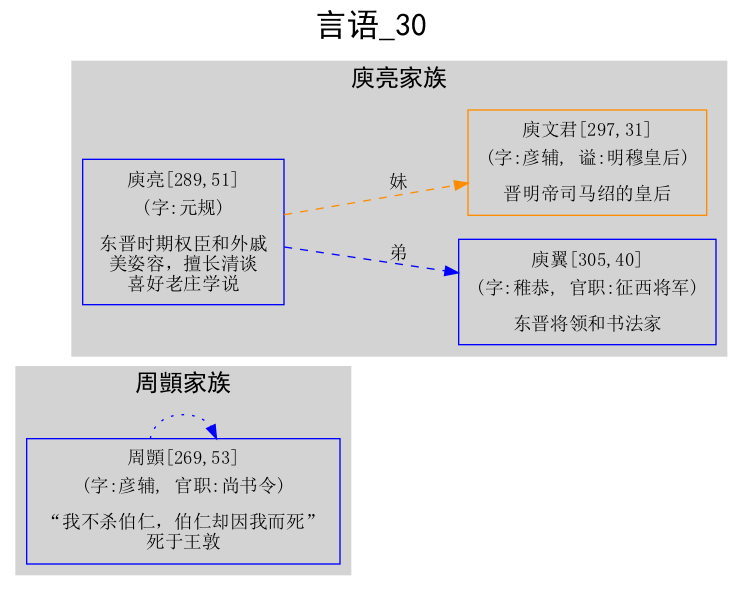 言语_30
庾亮家族
庾亮[289,51]
(字:元规)
东晋时期权臣和外戚
美姿容，擅长清谈
喜好老庄学说
妹
庾文君[297,31]
(字:彦辅, 谥:明穆皇后)
晋明帝司马绍的皇后
弟
庾翼[305,40]
(字:稚恭, 官职:征西将军)
东晋将领和书法家
周顗家族
周顗[269,53]
(字:彦辅, 官职:尚书令)
“我不杀伯仁，伯仁却因我而死”
死于王敦